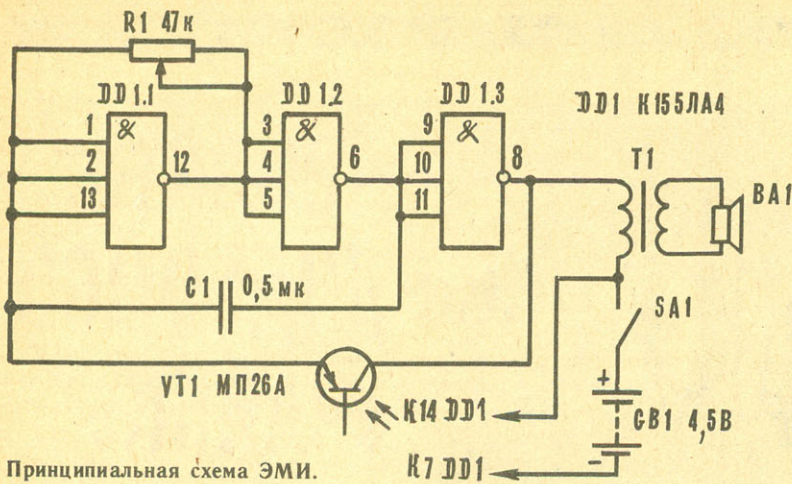 R1 47к
DD1.1 DD1.2 DD1.3 DD1 К155ЛА4
& & &
1 3 9 T1
2 12 4 6 10 8
13 5 11 BA1
C1 0,5мк
SA1
VT1 МП26А
К14 DD1
+
GB1 4,5В
-
К7 DD1
Принципиальная схема ЭМИ.